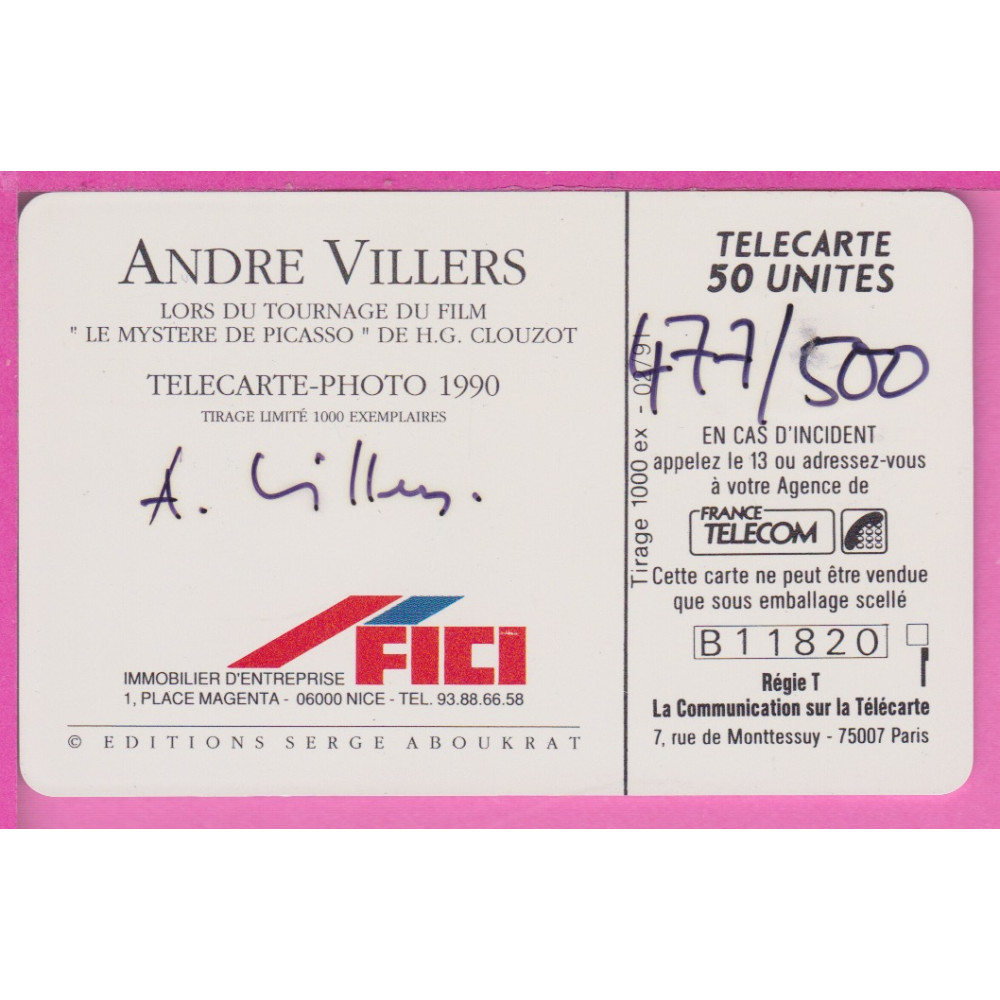 ANDRE VILLERS
LORS DU TOURNAGE DU FILM
" LE MYSTERE DE PICASSO " DE H.G. CLOUZOT
TELECARTE-PHOTO 1990
TIRAGE LIMITÉ 1000 EXEMPLAIRES
A. Villers.
FICI
IMMOBILIER D'ENTREPRISE
1, PLACE MAGENTA - 06000 NICE - TEL. 93.88.66.58
© EDITIONS SERGE ABOUKRAT
Tirage 1000 ex - 02/91
TELECARTE
50 UNITES
477/500
EN CAS D'INCIDENT
appelez le 13 ou adressez-vous
à votre Agence de
FRANCE
TELECOM
Cette carte ne peut être vendue
que sous emballage scellé
B11820
Régie T
La Communication sur la Télécarte
7, rue de Monttessuy - 75007 Paris